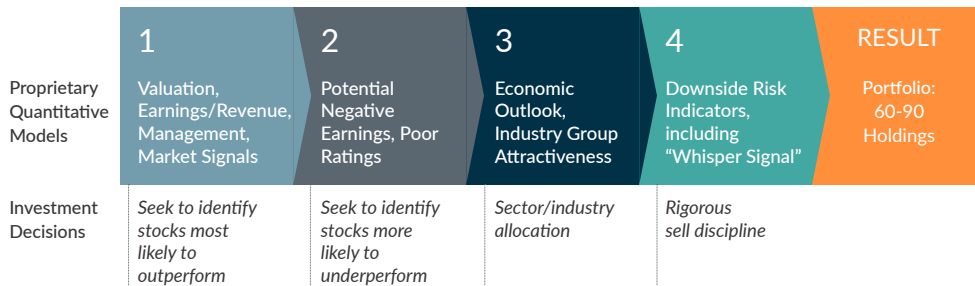 1
2
3
4
RESULT
Proprietary
Quantitative
Models
Valuation,
Earnings/Revenue,
Management,
Market Signals
Potential
Negative
Earnings, Poor
Ratings
Economic
Outlook,
Industry Group
Attractiveness
Downside Risk
Indicators,
including
“Whisper Signal”
Portfolio:
60-90
Holdings
Investment
Decisions
Seek to identify
stocks most
likely to
outperform
Seek to identify
stocks more
likely to
underperform
Sector/industry
allocation
Rigorous
sell discipline